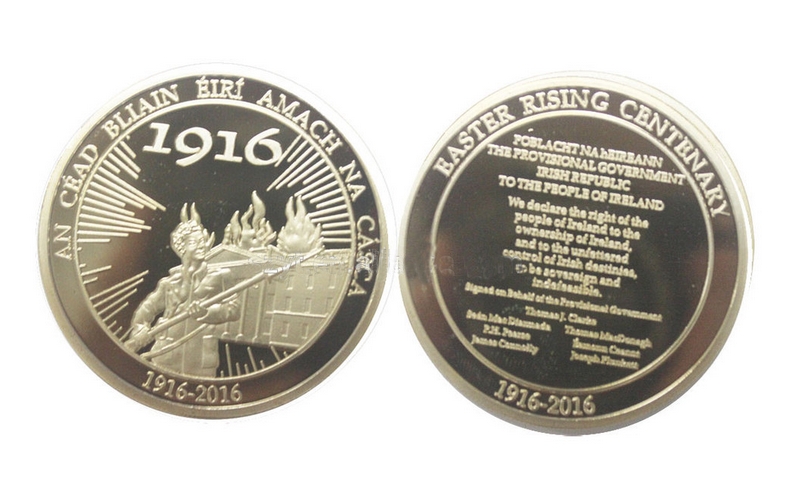 AN CÉAD BLIAIN ÉIRÍ AMACH NA CÁSCA
1916
1916-2016
EASTER RISING CENTENARY
POBLACHT NA hEIREANN
THE PROVISIONAL GOVERNMENT
IRISH REPUBLIC
TO THE PEOPLE OF IRELAND
We declare the right of the
people of Ireland to the
ownership of Ireland,
and to the unfettered
control of Irish destinies,
to be sovereign and
indefeasible.
Signed on Behalf of the Provisional Government
Thomas J. Clarke
Seán Mac Diarmada Thomas MacDonagh
P.H. Pearse Éamonn Ceannt
James Connolly Joseph Plunkett
1916-2016